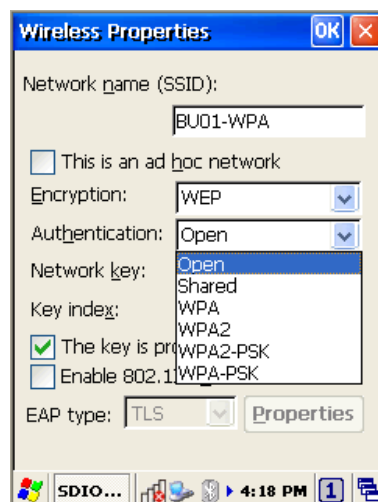 Wireless Properties OK
Network name (SSID):
BU01-WPA
This is an ad hoc network
Encryption: WEP
Authentication: Open
Network key: Open
Shared
Key index: WPA
WPA2
The key is pr WPA2-PSK
Enable 802.1 WPA-PSK
EAP type: TLS Properties
SDIO... 4:18 PM 1